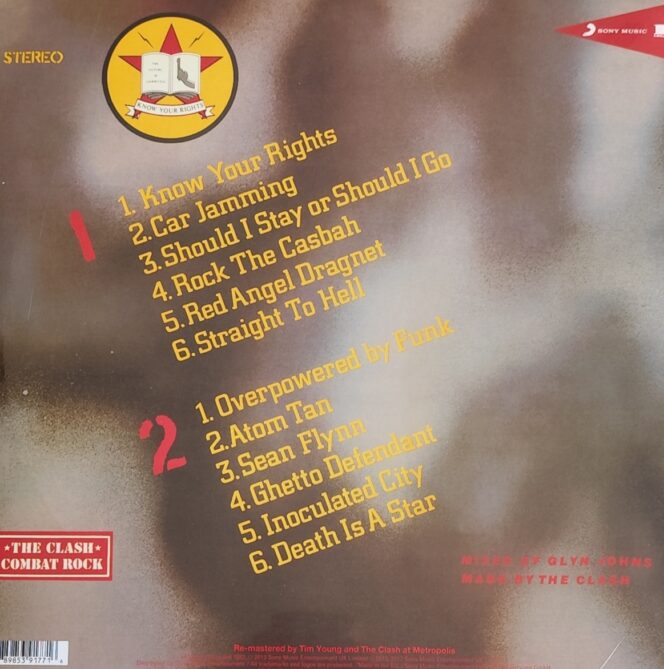 STEREO
SONY MUSIC
KNOW YOUR RIGHTS
1
1. Know Your Rights
2. Car Jamming
3. Should I Stay or Should I Go
4. Rock The Casbah
5. Red Angel Dragnet
6. Straight To Hell
2
1. Overpowered by Funk
2. Atom Tan
3. Sean Flynn
4. Ghetto Defendant
5. Inoculated City
6. Death Is A Star
THE CLASH
COMBAT ROCK
MIXED BY GLYN JOHNS
MADE BY THE CLASH
Re-mastered by Tim Young and The Clash at Metropolis